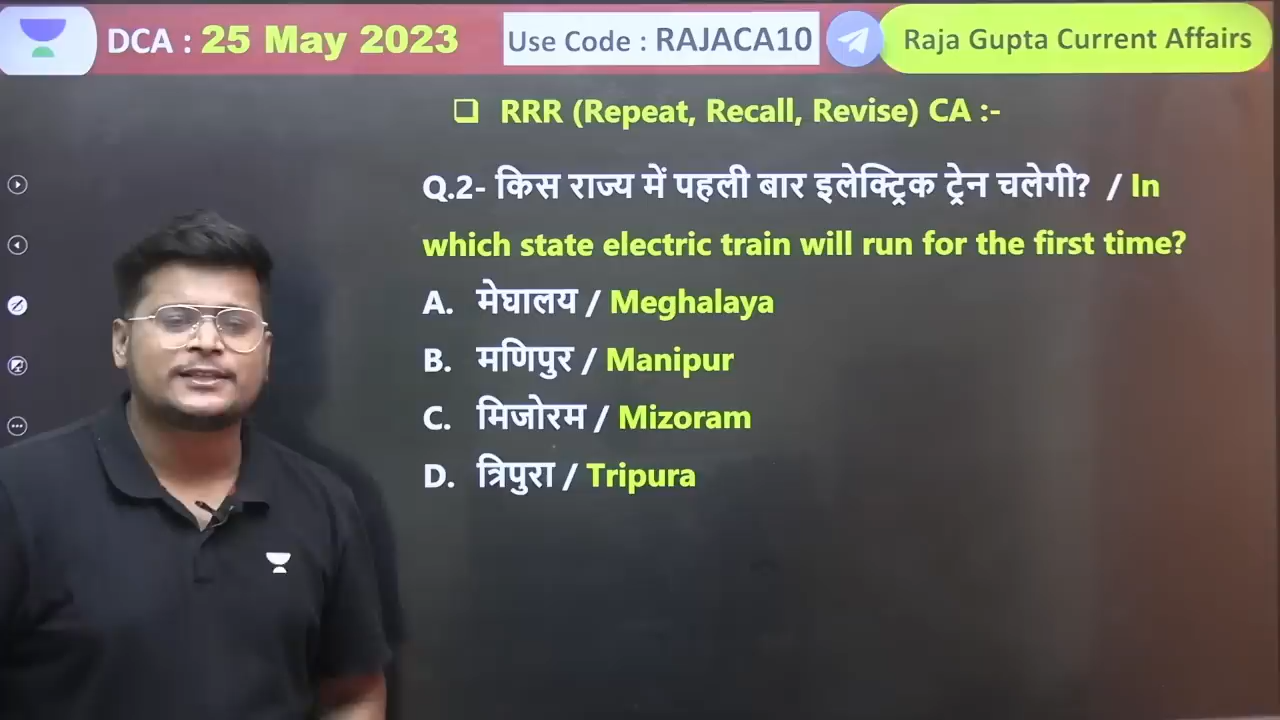 DCA : 25 May 2023
Use Code : RAJACA10
Raja Gupta Current Affairs
RRR (Repeat, Recall, Revise) CA :-
Q.2- किस राज्य में पहली बार इलेक्ट्रिक ट्रेन चलेगी? / In
which state electric train will run for the first time?
A. मेघालय / Meghalaya
B. मणिपुर / Manipur
C. मिजोरम / Mizoram
D. त्रिपुरा / Tripura